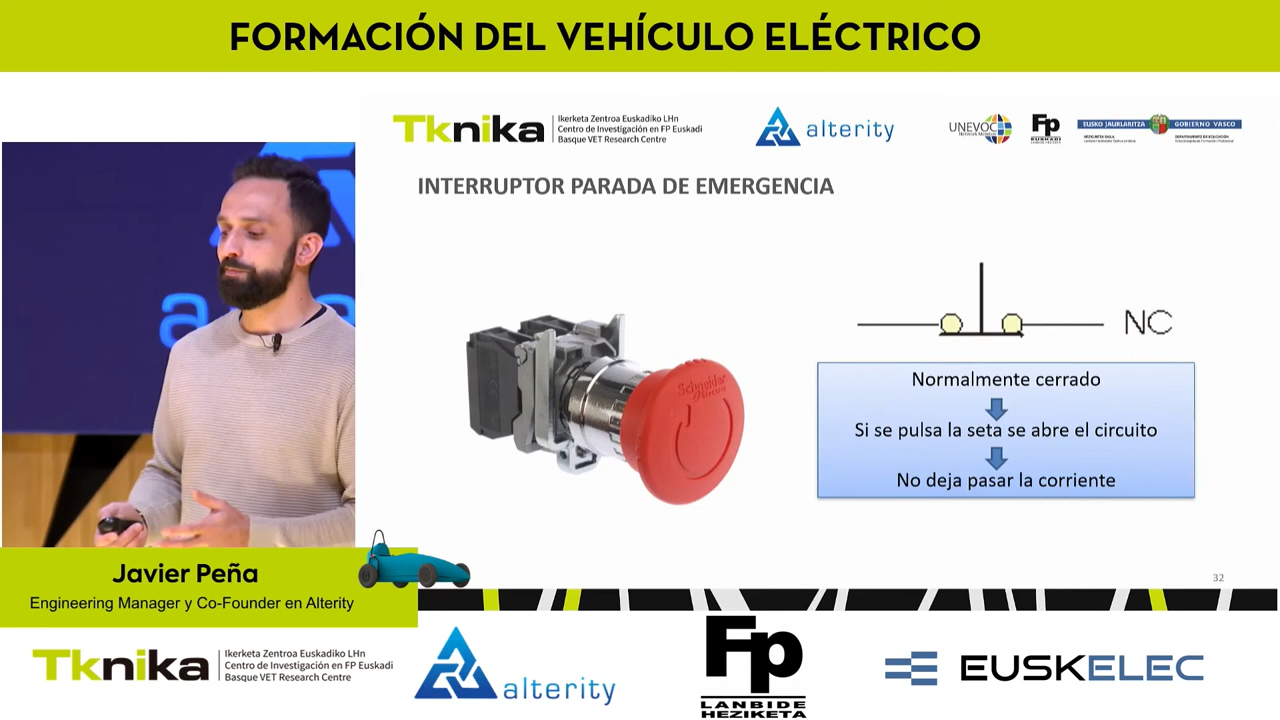 FORMACIÓN DEL VEHÍCULO ELÉCTRICO
Tknika
Ikerketa Zentroa Euskadiko LHn
Centro de Investigación en FP Euskadi
Basque VET Research Centre
alterity
UNEVOC
Fp
EUSKADI
EUSKO JAURLARITZA
GOBIERNO VASCO
INTERRUPTOR PARADA DE EMERGENCIA
Schneider
Electric
NC
Normalmente cerrado
Si se pulsa la seta se abre el circuito
No deja pasar la corriente
32
Javier Peña
Engineering Manager y Co-Founder en Alterity
Tknika
Ikerketa Zentroa Euskadiko LHn
Centro de Investigación en FP Euskadi
Basque VET Research Centre
alterity
Fp
LANBIDE
HEZIKETA
EUSKELEC